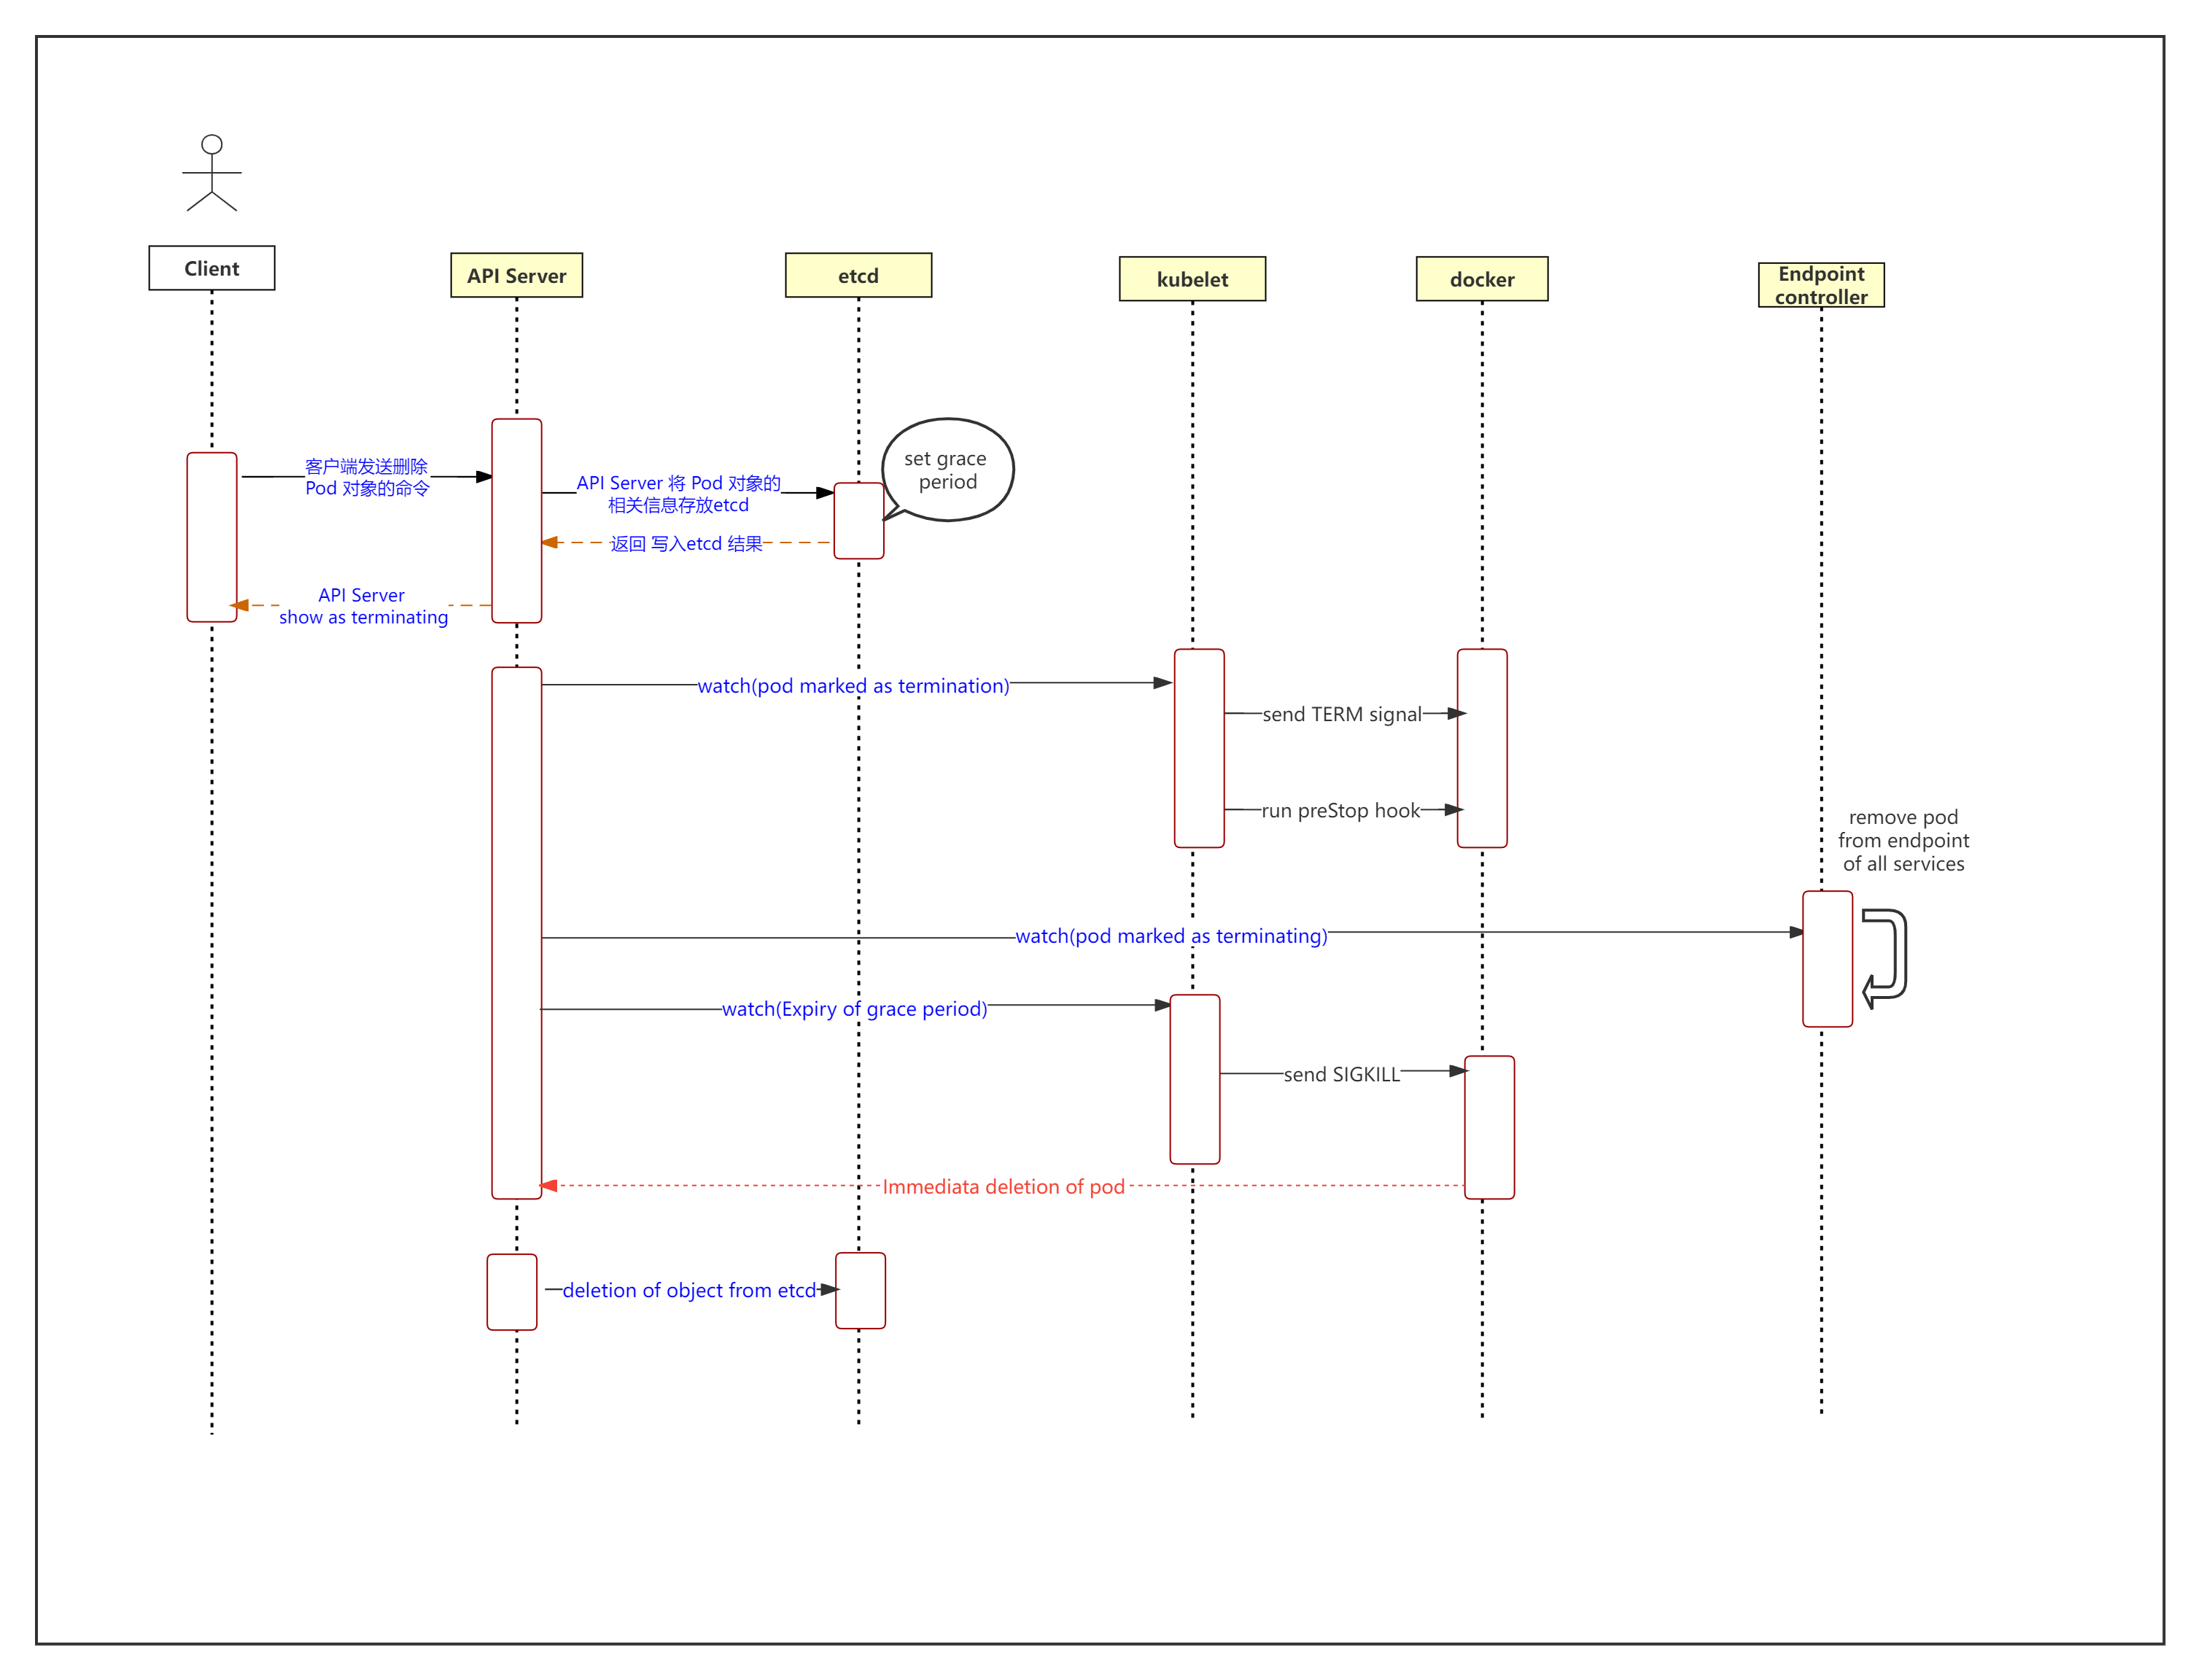 Client
API Server
etcd
kubelet
docker
Endpoint
controller
客户端发送删除
Pod 对象的命令
API Server 将 Pod 对象的
相关信息存放etcd
set grace
period
返回 写入etcd 结果
API Server
show as terminating
watch(pod marked as termination)
send TERM signal
run preStop hook
remove pod
from endpoint
of all services
watch(pod marked as terminating)
watch(Expiry of grace period)
send SIGKILL
Immediata deletion of pod
deletion of object from etcd